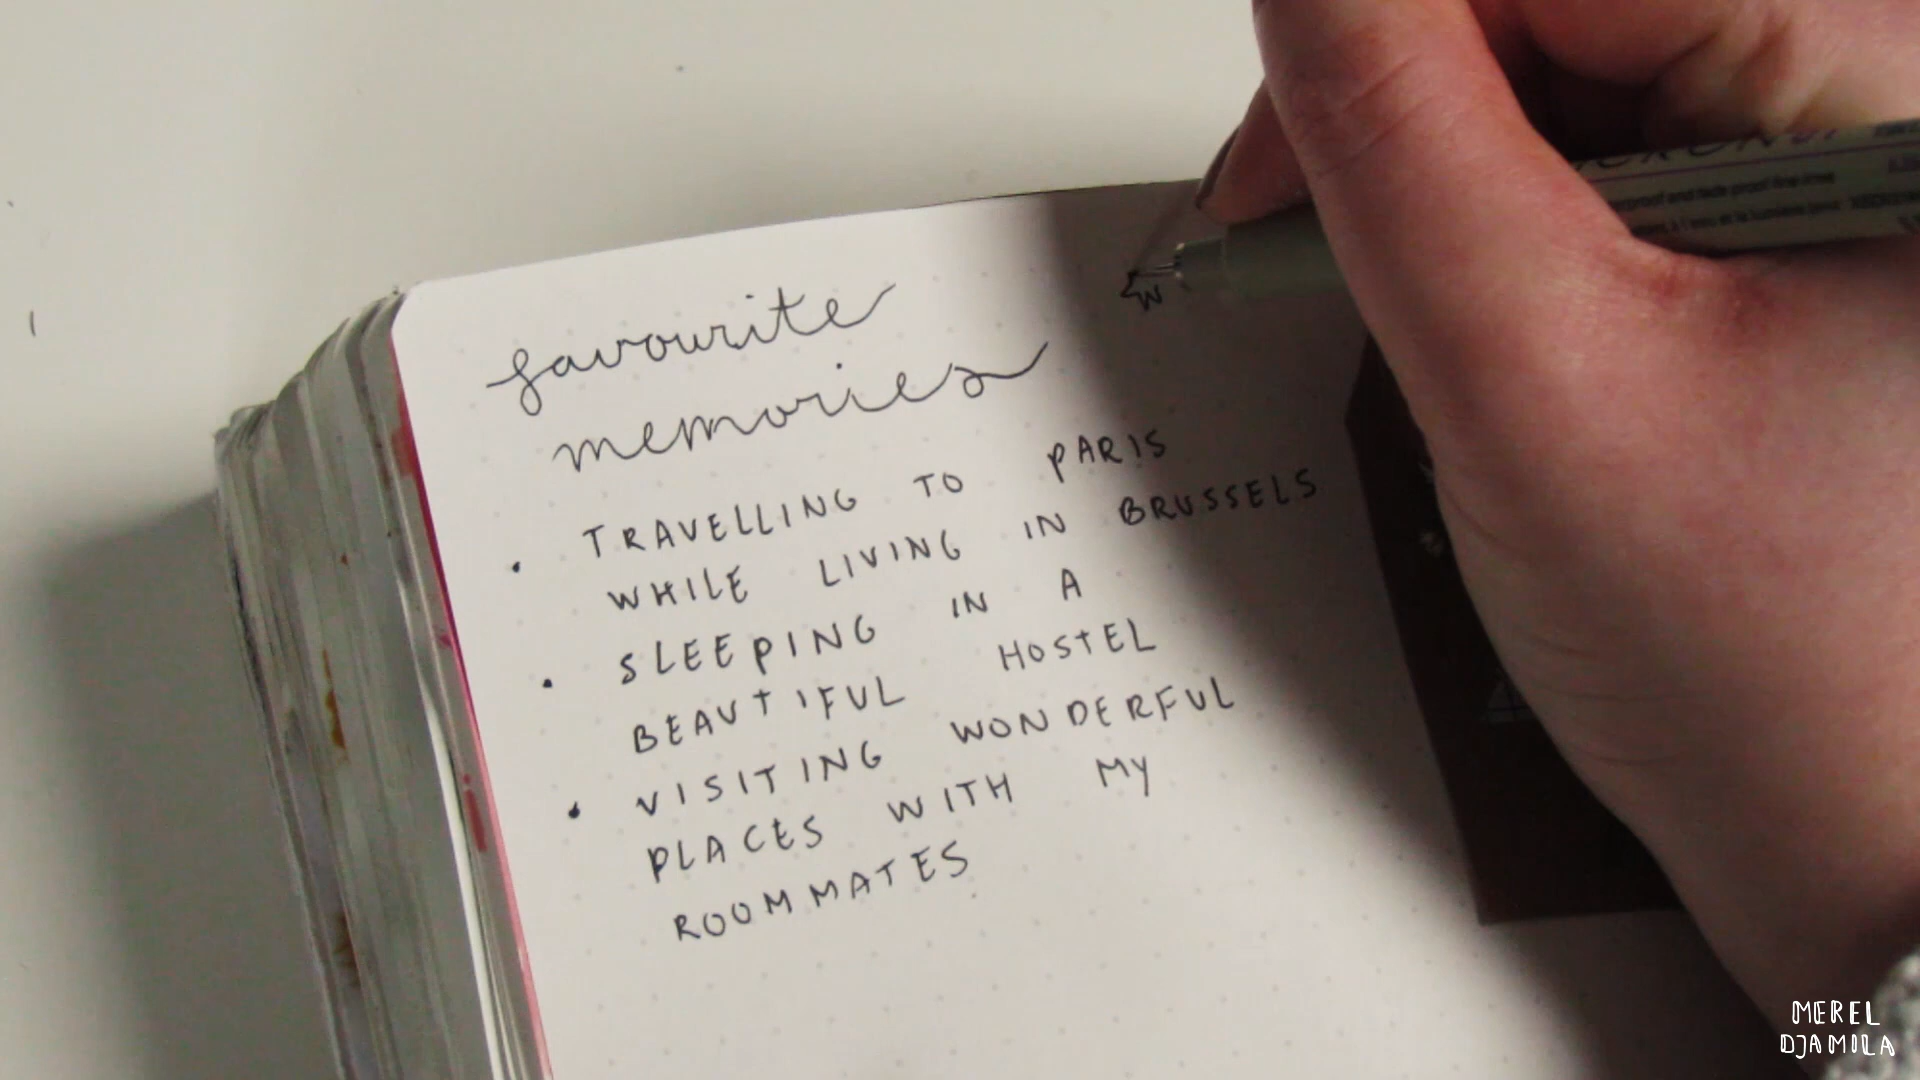 favourite
memories
• TRAVELLING TO PARIS
WHILE LIVING IN BRUSSELS
• SLEEPING IN A
BEAUTIFUL HOSTEL
• VISITING WONDERFUL
PLACES WITH MY
ROOMMATES
MEREL
DJAMILA